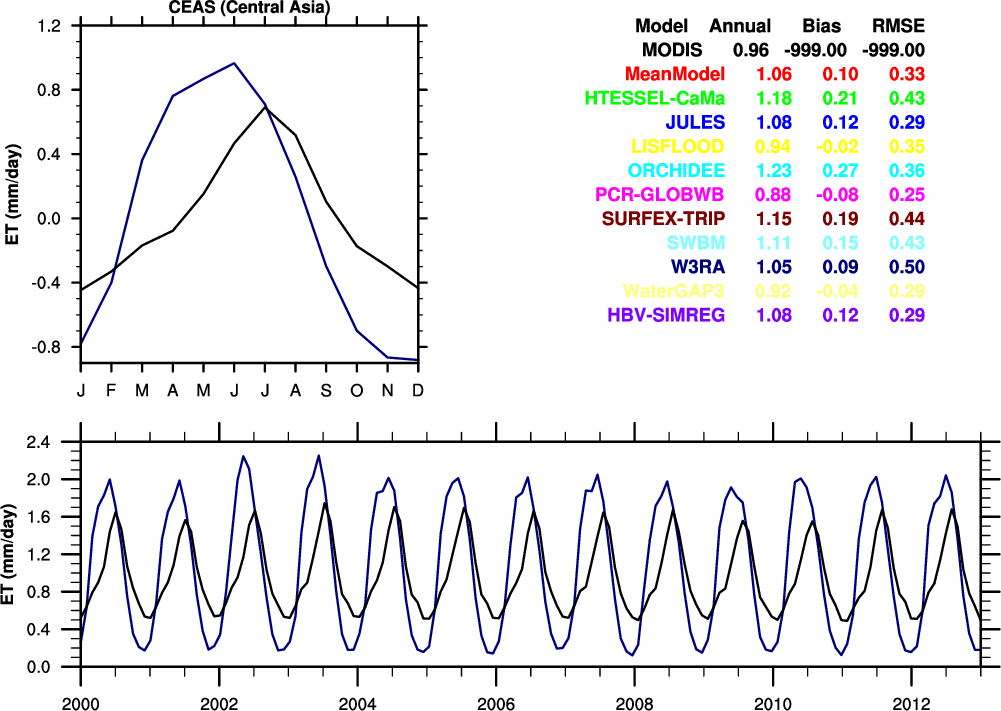 CEAS (Central Asia)
1.2
0.8
0.4
0.0
-0.4
-0.8
ET (mm/day)
J F M A M J J A S O N D
Model Annual Bias RMSE
MODIS 0.96 -999.00 -999.00
MeanModel 1.06 0.10 0.33
HTESSEL-CaMa 1.18 0.21 0.43
JULES 1.08 0.12 0.29
LISFLOOD 0.94 -0.02 0.35
ORCHIDEE 1.23 0.27 0.36
PCR-GLOBWB 0.88 -0.08 0.25
SURFEX-TRIP 1.15 0.19 0.44
SWBM 1.11 0.15 0.43
W3RA 1.05 0.09 0.50
WaterGAP3 0.92 -0.04 0.29
HBV-SIMREG 1.08 0.12 0.29
2.4
2.0
1.6
1.2
0.8
0.4
0.0
ET (mm/day)
2000 2002 2004 2006 2008 2010 2012